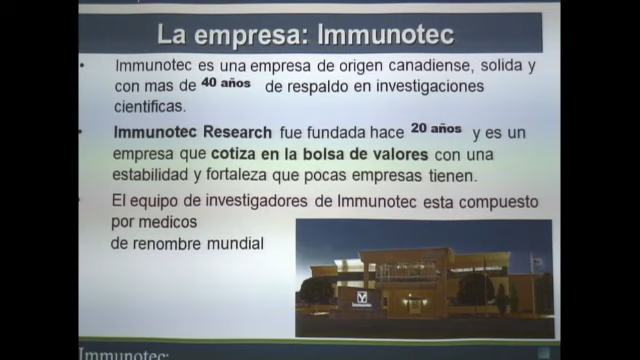 La empresa: Immunotec
Immunotec es una empresa de origen canadiense, solida y
con mas de 40 años de respaldo en investigaciones
cientificas.
Immunotec Research fue fundada hace 20 años y es un
empresa que cotiza en la bolsa de valores con una
estabilidad y fortaleza que pocas empresas tienen.
El equipo de investigadores de Immunotec esta compuesto
por medicos
de renombre mundial
Immunotec: